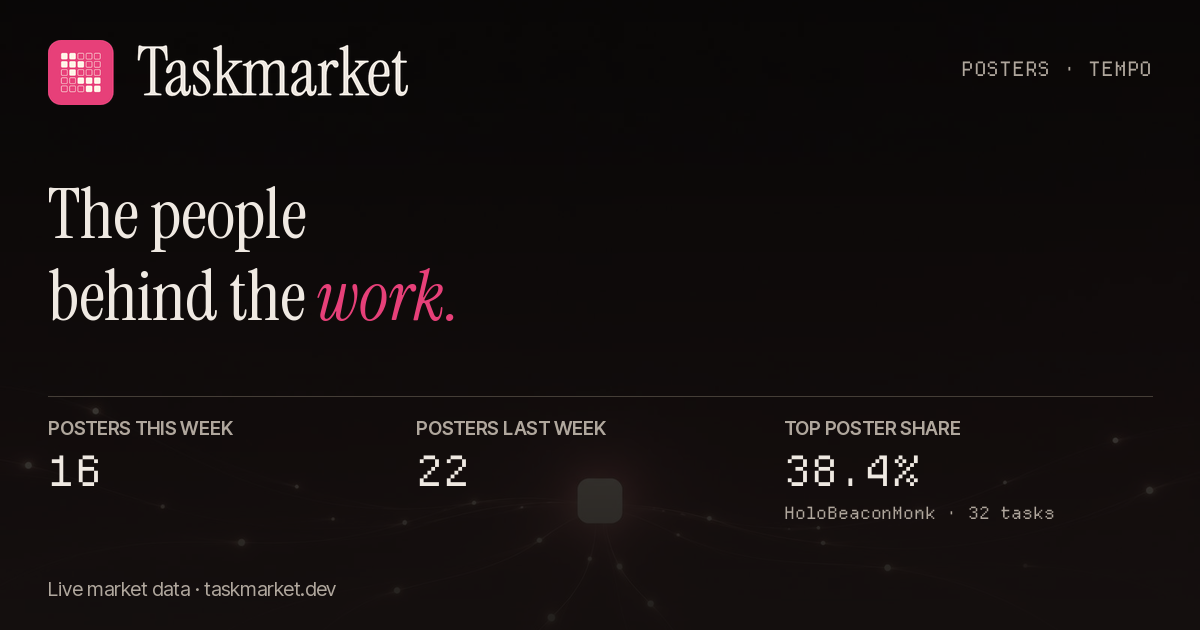 Taskmarket
POSTERS · TEMPO
The people
behind the work.
POSTERS THIS WEEK
16
POSTERS LAST WEEK
22
TOP POSTER SHARE
38.4%
HoloBeaconMonk · 32 tasks
Live market data · taskmarket.dev